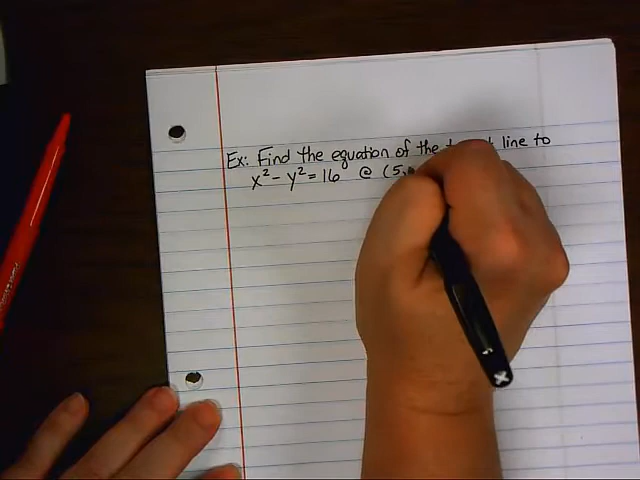 Ex: Find the equation of the line to
x² - y² = 16 @ (5,